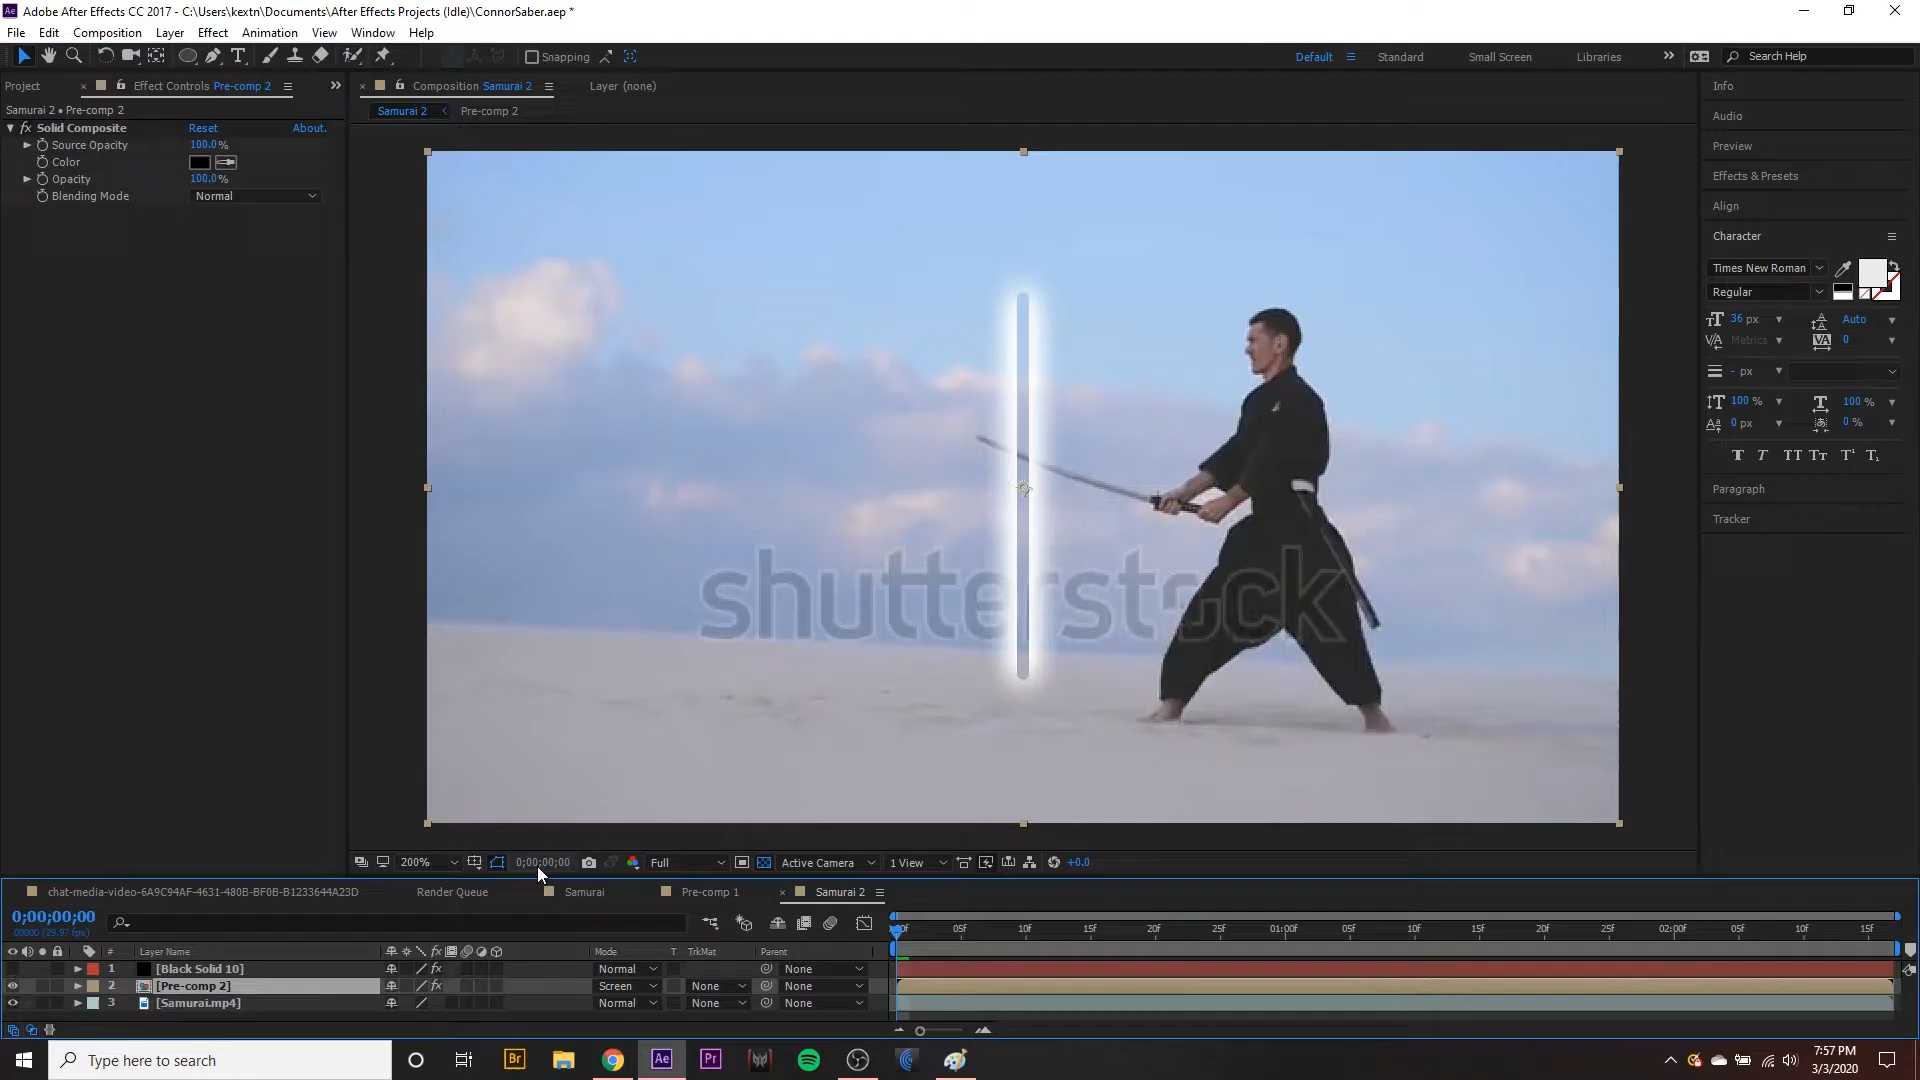 Adobe After Effects CC 2017 - C:\Users\kextn\Documents\After Effects Projects (Idle)\ConnorSaber.aep *
File Edit Composition Layer Effect Animation View Window Help
Snapping Default Standard Small Screen Libraries Search Help
Project Effect Controls Pre-comp 2 Composition Samurai 2 Layer (none) Info
Samurai 2 • Pre-comp 2 Samurai 2 Pre-comp 2
Solid Composite Reset About.
Source Opacity 100.0%
Color
Opacity 100.0%
Blending Mode Normal
Audio
Preview
Effects & Presets
Align
Character
Times New Roman
Regular
36 px Auto
Metrics 0
- px
100 % 100 %
0 px 0 %
Paragraph
Tracker
shutterstock
200% 0;00;00;00 Full Active Camera 1 View +0.0
chat-media-video-6A9C94AF-4631-480B-BF0B-B1233644A23D Render Queue Samurai Pre-comp 1 Samurai 2
0;00;00;00
00000 (29.97 fps)
05f 10f 15f 20f 25f 01:00f 05f 10f 15f 20f 25f 02:00f 05f 10f 15f
# Layer Name Mode T TrkMat Parent
1 [Black Solid 10] Normal None
2 [Pre-comp 2] Screen None None
3 [Samurai.mp4] Normal None None
Type here to search
Br Ae Pr
7:57 PM
3/3/2020